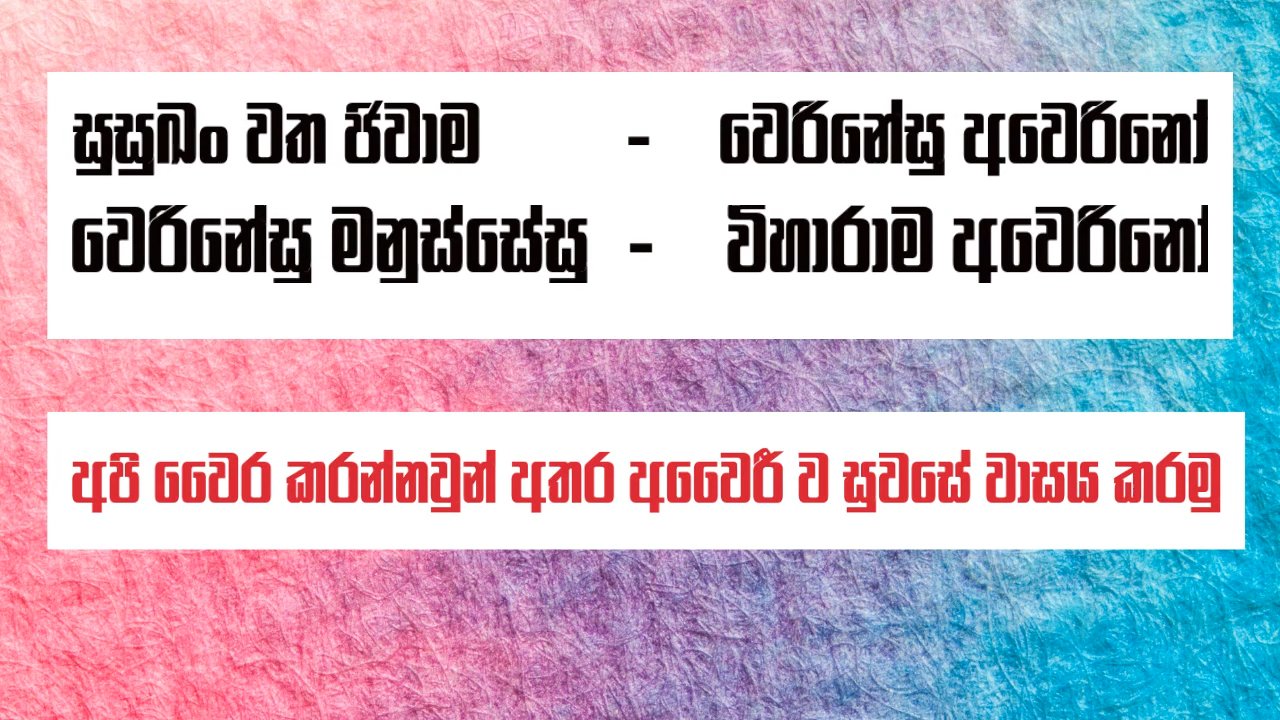 සුසුඛං වත ජීවාම - වෙරිනේසු අවෙරිනෝ
වෙරිනේසු මනුස්සේසු - විහාරාම අවෙරිනෝ
අපි වෛර කරන්නවුන් අතර අවෛරී ව සුවසේ වාසය කරමු